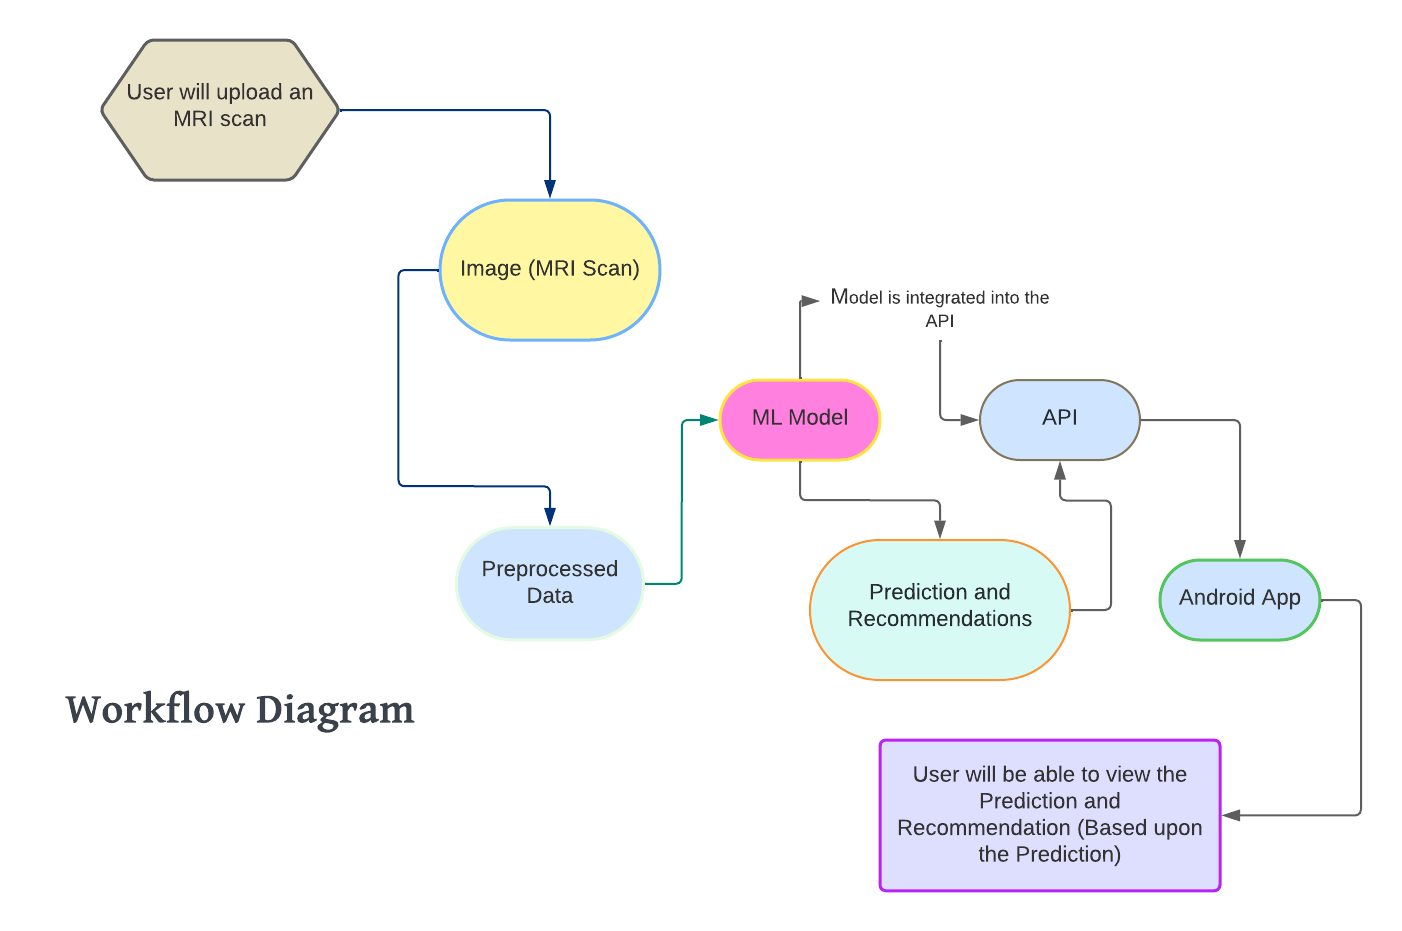 User will upload an
MRI scan
Image (MRI Scan)
Model is integrated into the
API
ML Model
API
Preprocessed
Data
Prediction and
Recommendations
Android App
Workflow Diagram
User will be able to view the
Prediction and
Recommendation (Based upon
the Prediction)